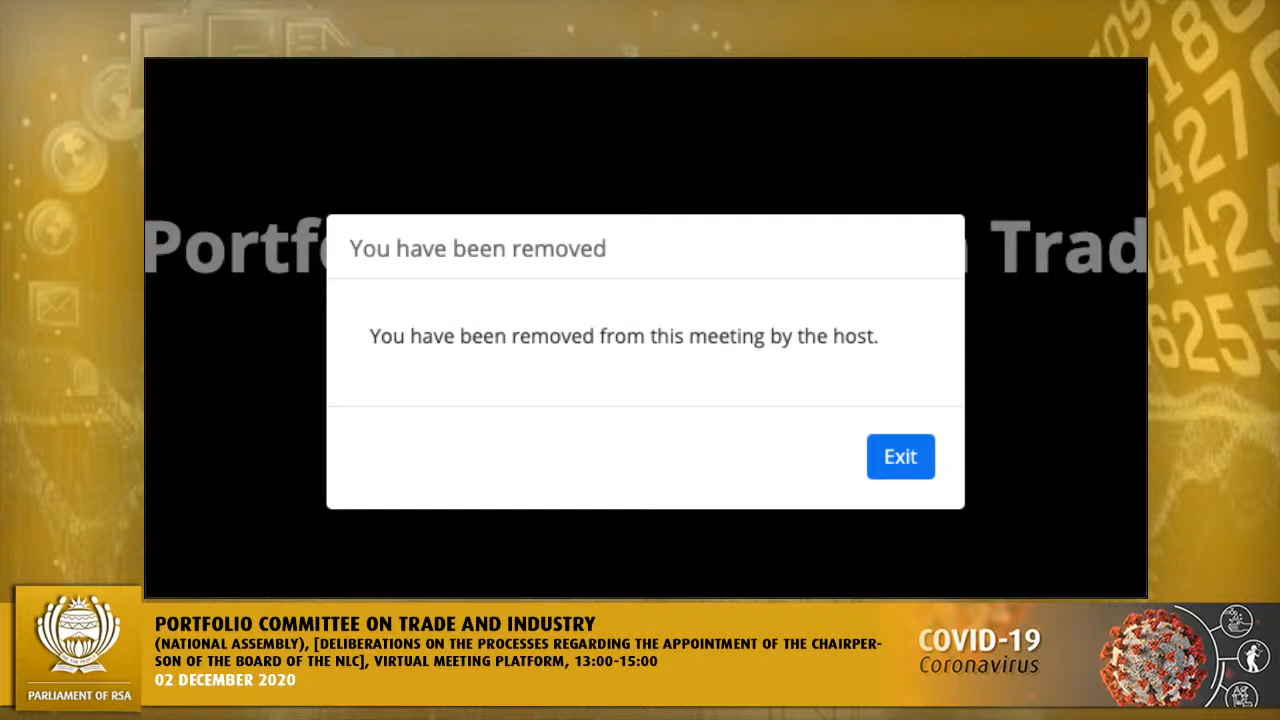 Portfo
Trad
You have been removed
You have been removed from this meeting by the host.
Exit
PORTFOLIO COMMITTEE ON TRADE AND INDUSTRY
(NATIONAL ASSEMBLY), [DELIBERATIONS ON THE PROCESSES REGARDING THE APPOINTMENT OF THE CHAIRPER-
SON OF THE BOARD OF THE NLC], VIRTUAL MEETING PLATFORM, 13:00-15:00
02 DECEMBER 2020
PARLIAMENT OF RSA
COVID-19
Coronavirus